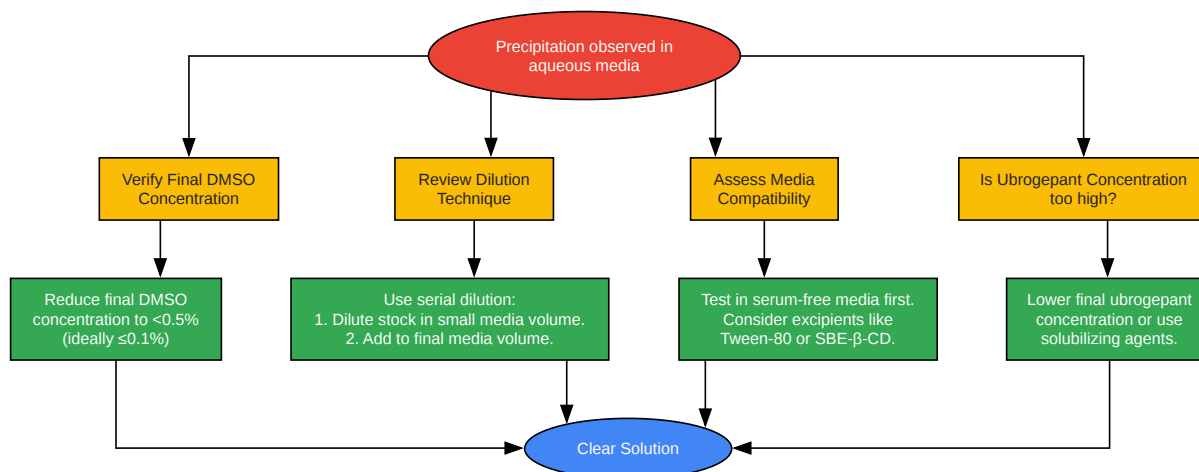 Precipitation observed in
aqueous media
Verify Final DMSO
Concentration
Review Dilution
Technique
Assess Media
Compatibility
Is Ubrogepant Concentration
too high?
Reduce final DMSO
concentration to <0.5%
(ideally ≤0.1%)
Use serial dilution:
1. Dilute stock in small media volume.
2. Add to final media volume.
Test in serum-free media first.
Consider excipients like
Tween-80 or SBE-β-CD.
Lower final ubrogepant
concentration or use
solubilizing agents.
Clear Solution